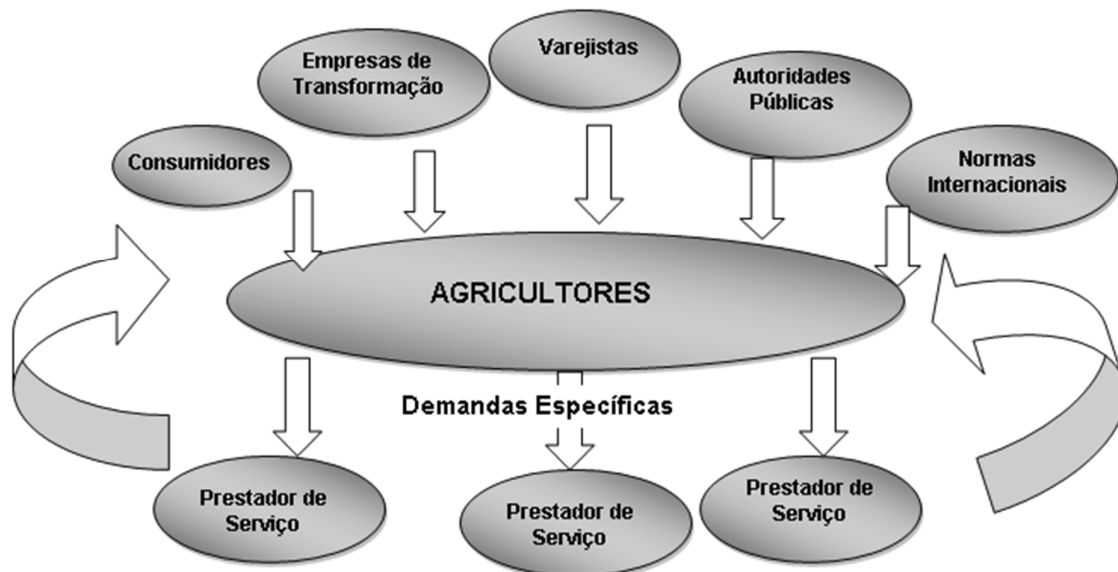 Varejistas
Empresas de
Transformação
Autoridades
Públicas
Consumidores
Normas
Internacionais
AGRICULTORES
Demandas Específicas
Prestador de
Serviço
Prestador de
Serviço
Prestador de
Serviço